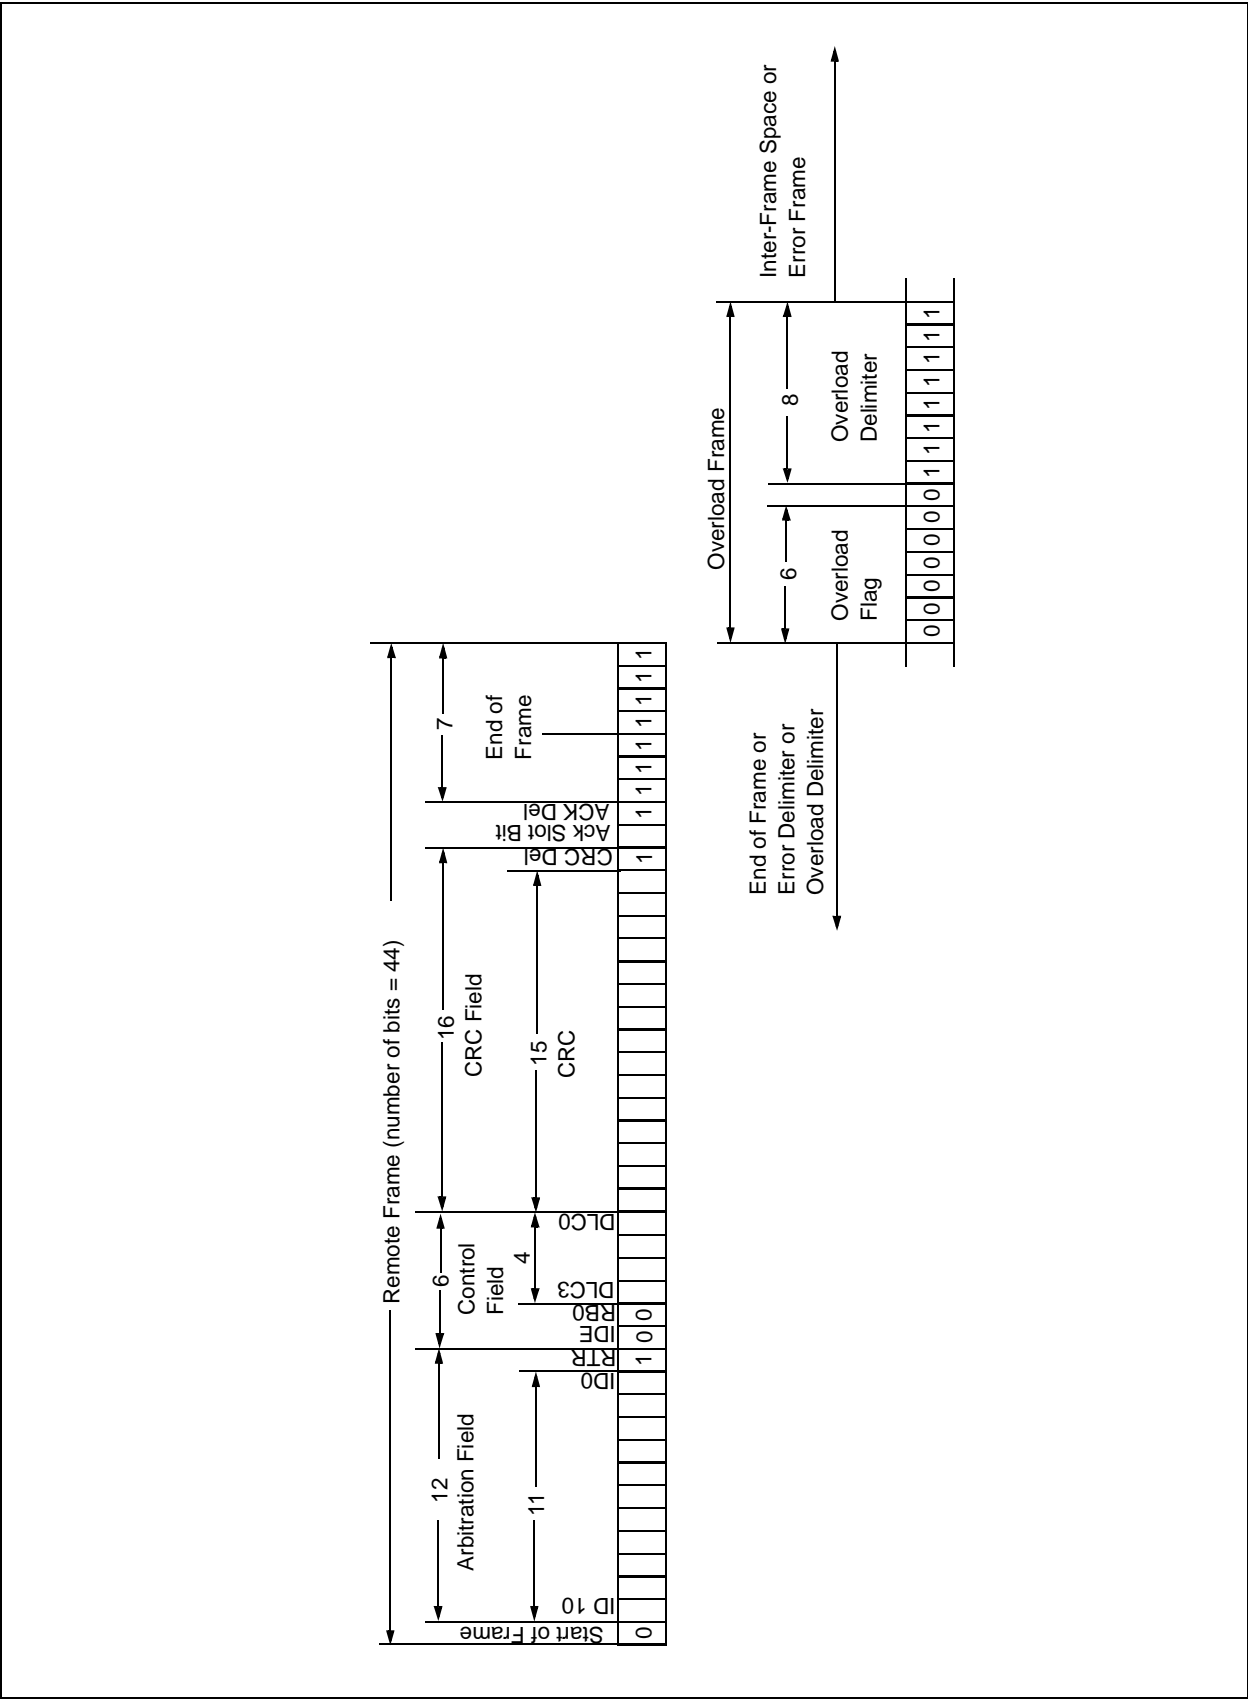 Remote Frame (number of bits = 44)
12
Arbitration Field
6
Control
Field
16
CRC Field
7
End of
Frame
11
4
15
CRC
Start of Frame
ID 10
ID0
RTR
IDE
RB0
DLC3
DLC0
CRC Del
Ack Slot Bit
ACK Del
0 1 0 0 1 1 1 1 1 1 1 1 1
Overload Frame
6
8
Overload
Flag
Overload
Delimiter
Inter-Frame Space or
Error Frame
End of Frame or
Error Delimiter or
Overload Delimiter
0 0 0 0 0 0 0 1 1 1 1 1 1 1 1